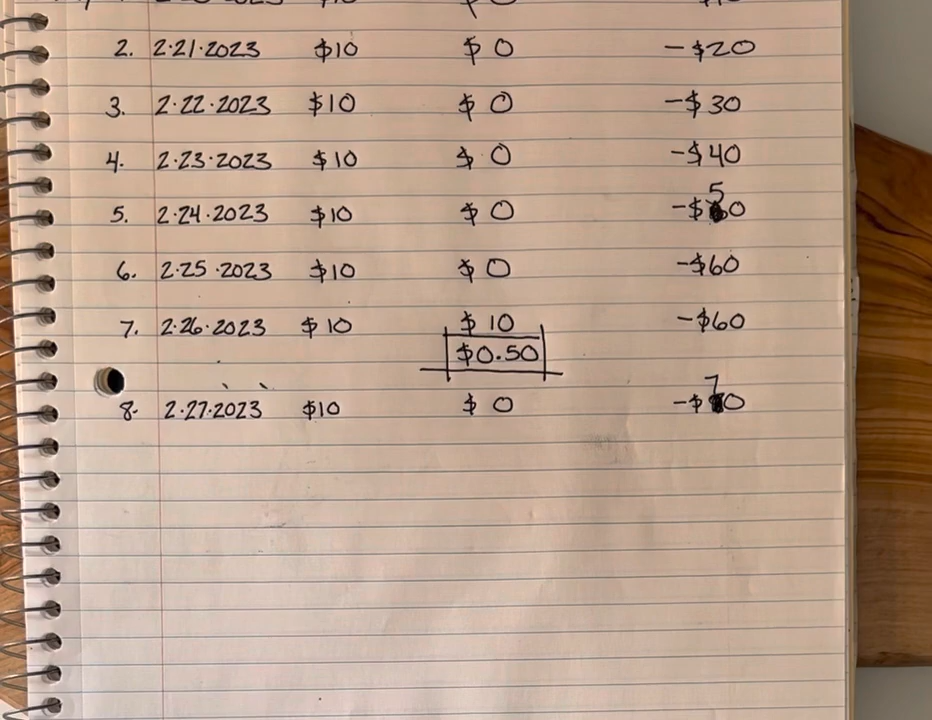 2. 2·21·2023 $10 $0 -$20
3. 2·22·2023 $10 $0 -$30
4. 2·23·2023 $10 $0 -$40
5. 2·24·2023 $10 $0 -$50
6. 2·25·2023 $10 $0 -$60
7. 2·26·2023 $10 $10 -$60
$0.50
8. 2·27·2023 $10 $0 -$70